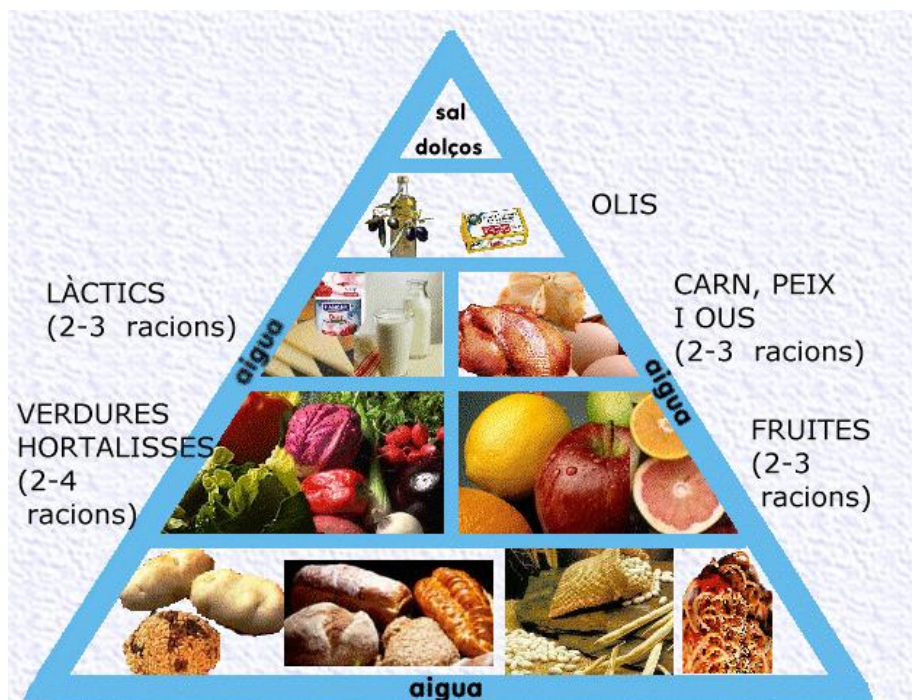 sal
dolços
OLIS
LÀCTICS
(2-3 racions)
CARN, PEIX
I OUS
(2-3 racions)
aigua
aigua
VERDURES
HORTALISSES
(2-4
racions)
FRUITES
(2-3
racions)
aigua